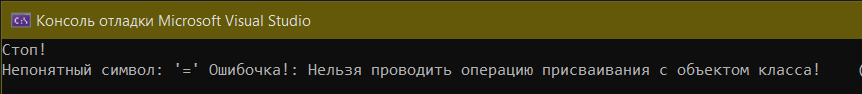 Консоль отладки Microsoft Visual Studio
Стоп!
Непонятный символ: '=' Ошибочка!: Нельзя проводить операцию присваивания с объектом класса!